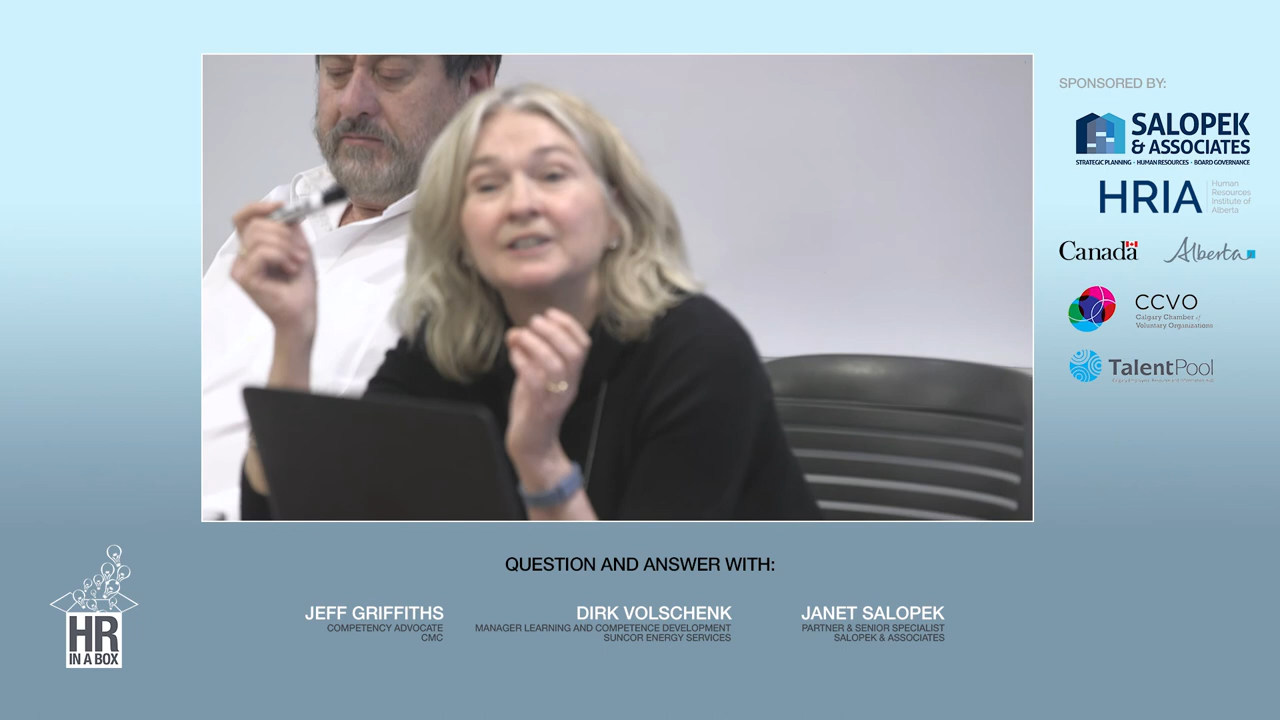 SPONSORED BY:
SALOPEK
& ASSOCIATES
STRATEGIC PLANNING · HUMAN RESOURCES · BOARD GOVERNANCE
HRIA
Human
Resources
Institute of
Alberta
Canada
Alberta
CCVO
Calgary Chamber of
Voluntary Organizations
TalentPool
QUESTION AND ANSWER WITH:
JEFF GRIFFITHS
COMPETENCY ADVOCATE
CMC
DIRK VOLSCHENK
MANAGER LEARNING AND COMPETENCE DEVELOPMENT
SUNCOR ENERGY SERVICES
JANET SALOPEK
PARTNER & SENIOR SPECIALIST
SALOPEK & ASSOCIATES
HR
IN A BOX